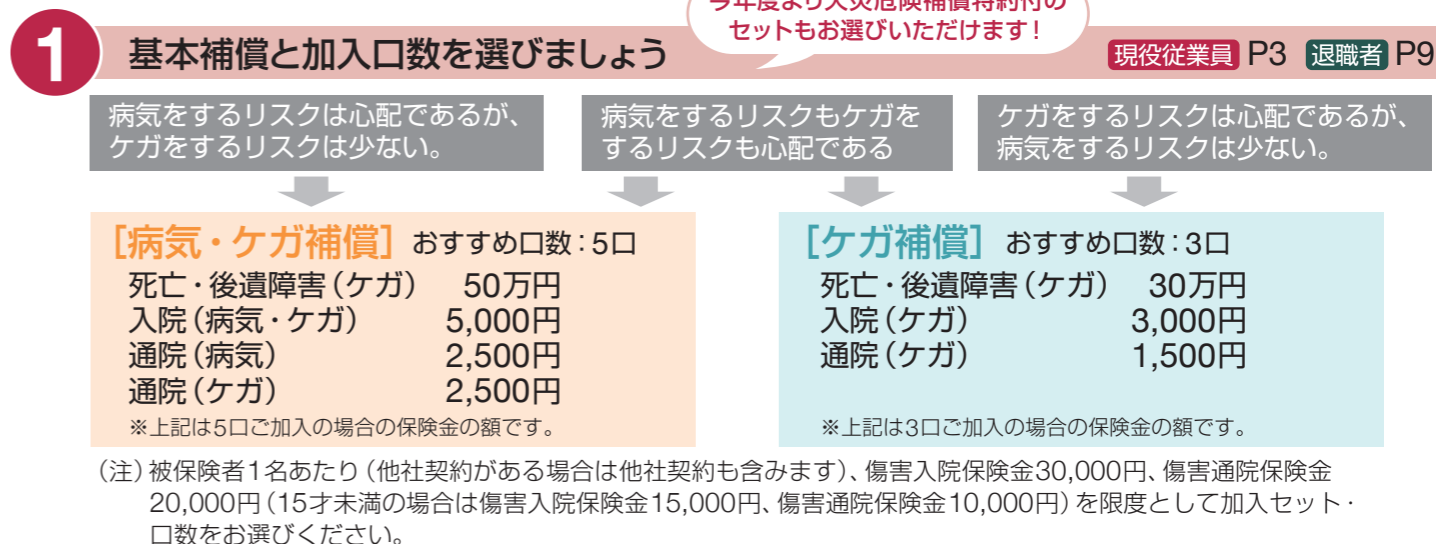 今年度より天災危険補償特約付の
セットもお選びいただけます！
1 基本補償と加入口数を選びましょう
現役従業員 P3 退職者 P9
病気をするリスクは心配であるが、
ケガをするリスクは少ない。
病気をするリスクもケガを
するリスクも心配である
ケガをするリスクは心配であるが、
病気をするリスクは少ない。
［病気・ケガ補償］ おすすめ口数：5口
死亡・後遺障害（ケガ） 50万円
入院（病気・ケガ） 5,000円
通院（病気） 2,500円
通院（ケガ） 2,500円
※上記は5口ご加入の場合の保険金の額です。
［ケガ補償］ おすすめ口数：3口
死亡・後遺障害（ケガ） 30万円
入院（ケガ） 3,000円
通院（ケガ） 1,500円
※上記は3口ご加入の場合の保険金の額です。
（注）被保険者1名あたり（他社契約がある場合は他社契約も含みます）、傷害入院保険金30,000円、傷害通院保険金
20,000円（15才未満の場合は傷害入院保険金15,000円、傷害通院保険金10,000円）を限度として加入セット・
口数をお選びください。